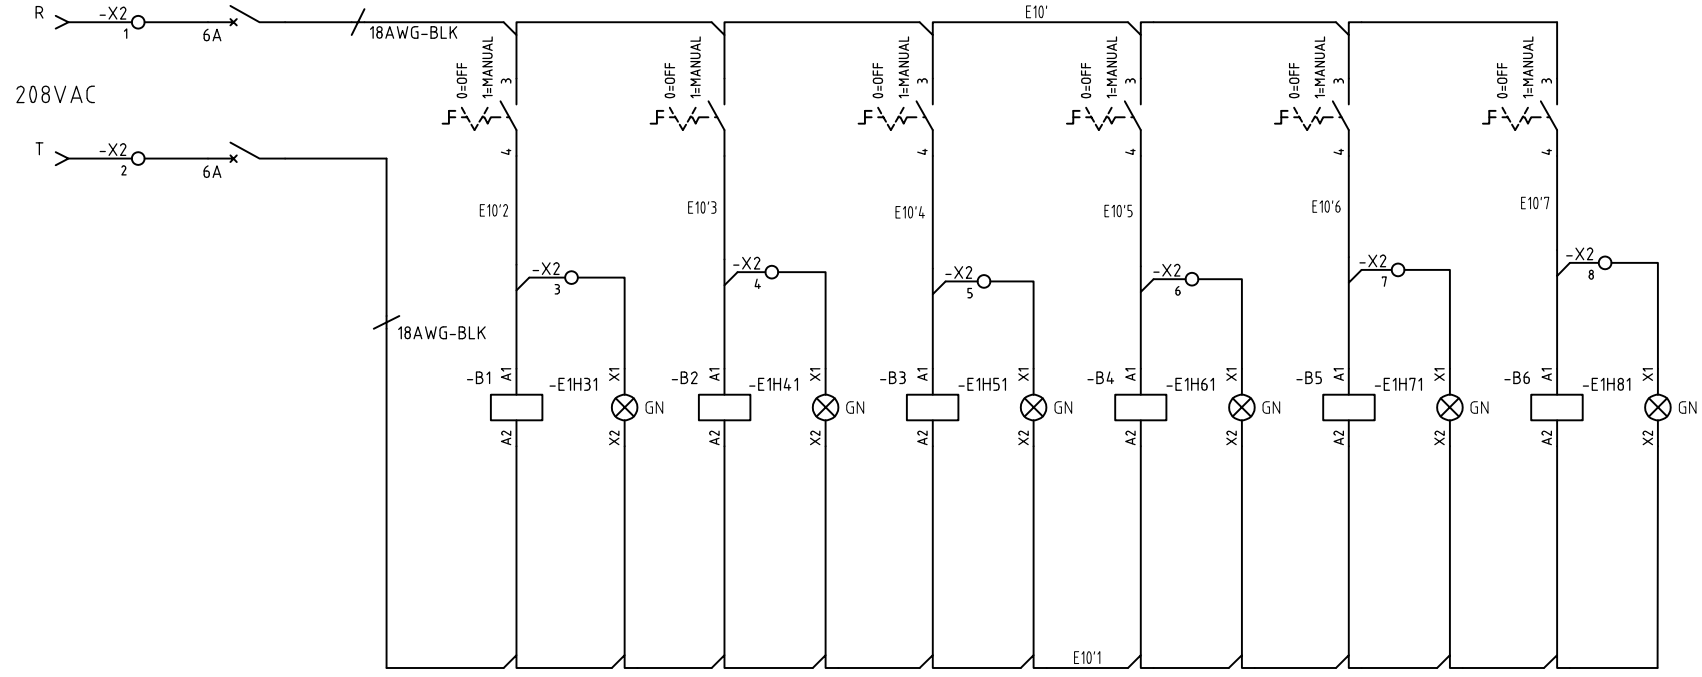 R
-X2
1
6A
18AWG-BLK
E10'
208VAC
T
-X2
2
6A
18AWG-BLK
0=OFF
1=MANUAL
3
4
0=OFF
1=MANUAL
3
4
0=OFF
1=MANUAL
3
4
0=OFF
1=MANUAL
3
4
0=OFF
1=MANUAL
3
4
0=OFF
1=MANUAL
3
4
E10'2
E10'3
E10'4
E10'5
E10'6
E10'7
-X2
3
-X2
4
-X2
5
-X2
6
-X2
7
-X2
8
-B1
A1
A2
-E1H31
X1
X2
GN
-B2
A1
A2
-E1H41
X1
X2
GN
-B3
A1
A2
-E1H51
X1
X2
GN
-B4
A1
A2
-E1H61
X1
X2
GN
-B5
A1
A2
-E1H71
X1
X2
GN
-B6
A1
A2
-E1H81
X1
X2
GN
E10'1